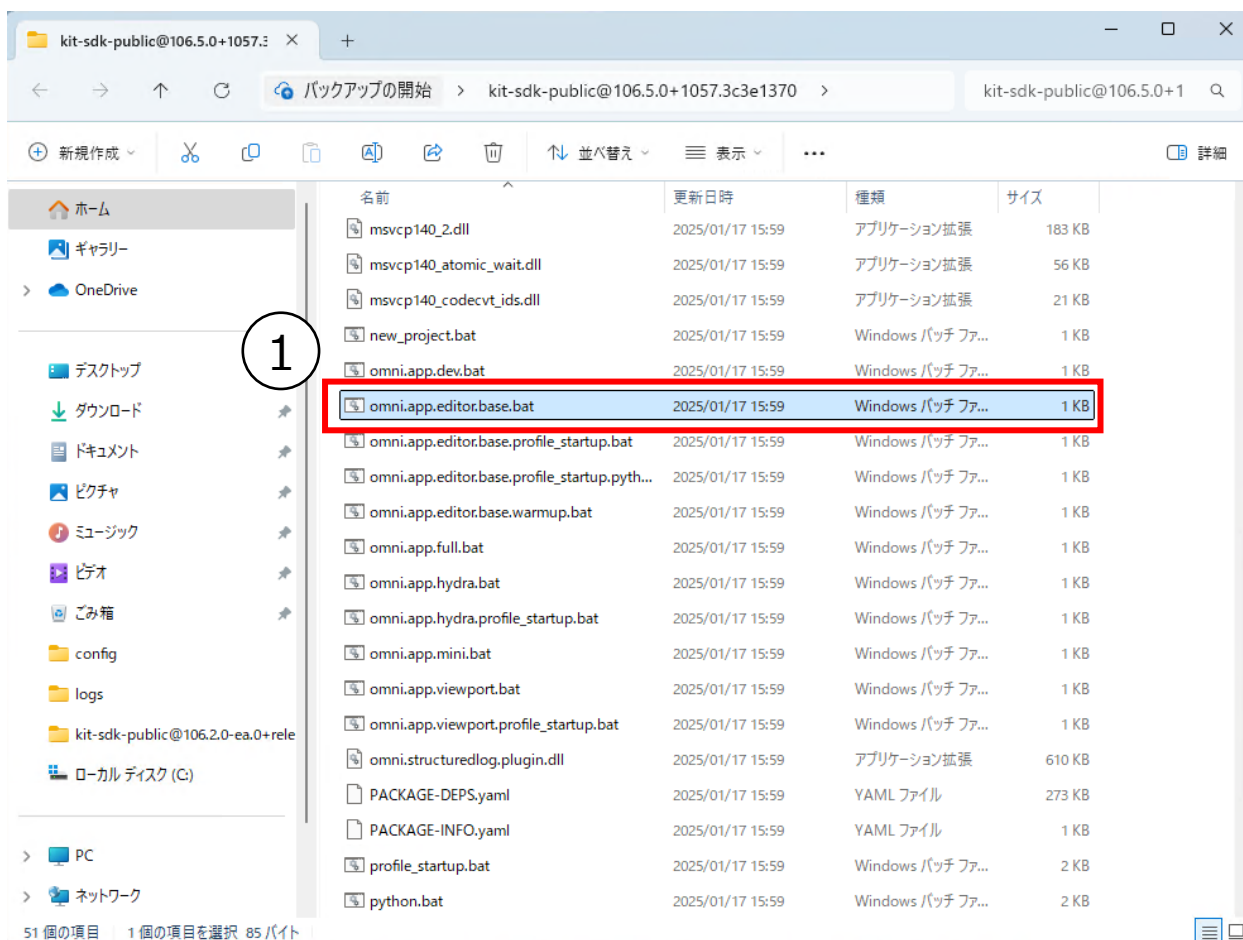 kit-sdk-public@106.5.0+1057.3
バックアップの開始 > kit-sdk-public@106.5.0+1057.3c3e1370 >
kit-sdk-public@106.5.0+1
新規作成 並べ替え 表示 ... 詳細
ホーム
ギャラリー
OneDrive
デスクトップ
ダウンロード
ドキュメント
ピクチャ
ミュージック
ビデオ
ごみ箱
config
logs
kit-sdk-public@106.2.0-ea.0+rele
ローカル ディスク (C:)
PC
ネットワーク
1
名前 更新日時 種類 サイズ
msvcp140_2.dll 2025/01/17 15:59 アプリケーション拡張 183 KB
msvcp140_atomic_wait.dll 2025/01/17 15:59 アプリケーション拡張 56 KB
msvcp140_codecvt_ids.dll 2025/01/17 15:59 アプリケーション拡張 21 KB
new_project.bat 2025/01/17 15:59 Windows バッチ ファ... 1 KB
omni.app.dev.bat 2025/01/17 15:59 Windows バッチ ファ... 1 KB
omni.app.editor.base.bat 2025/01/17 15:59 Windows バッチ ファ... 1 KB
omni.app.editor.base.profile_startup.bat 2025/01/17 15:59 Windows バッチ ファ... 1 KB
omni.app.editor.base.profile_startup.pyth... 2025/01/17 15:59 Windows バッチ ファ... 1 KB
omni.app.editor.base.warmup.bat 2025/01/17 15:59 Windows バッチ ファ... 1 KB
omni.app.full.bat 2025/01/17 15:59 Windows バッチ ファ... 1 KB
omni.app.hydra.bat 2025/01/17 15:59 Windows バッチ ファ... 1 KB
omni.app.hydra.profile_startup.bat 2025/01/17 15:59 Windows バッチ ファ... 1 KB
omni.app.mini.bat 2025/01/17 15:59 Windows バッチ ファ... 1 KB
omni.app.viewport.bat 2025/01/17 15:59 Windows バッチ ファ... 1 KB
omni.app.viewport.profile_startup.bat 2025/01/17 15:59 Windows バッチ ファ... 1 KB
omni.structuredlog.plugin.dll 2025/01/17 15:59 アプリケーション拡張 610 KB
PACKAGE-DEPS.yaml 2025/01/17 15:59 YAML ファイル 273 KB
PACKAGE-INFO.yaml 2025/01/17 15:59 YAML ファイル 1 KB
profile_startup.bat 2025/01/17 15:59 Windows バッチ ファ... 2 KB
python.bat 2025/01/17 15:59 Windows バッチ ファ... 2 KB
51 個の項目 1 個の項目を選択 85 バイト